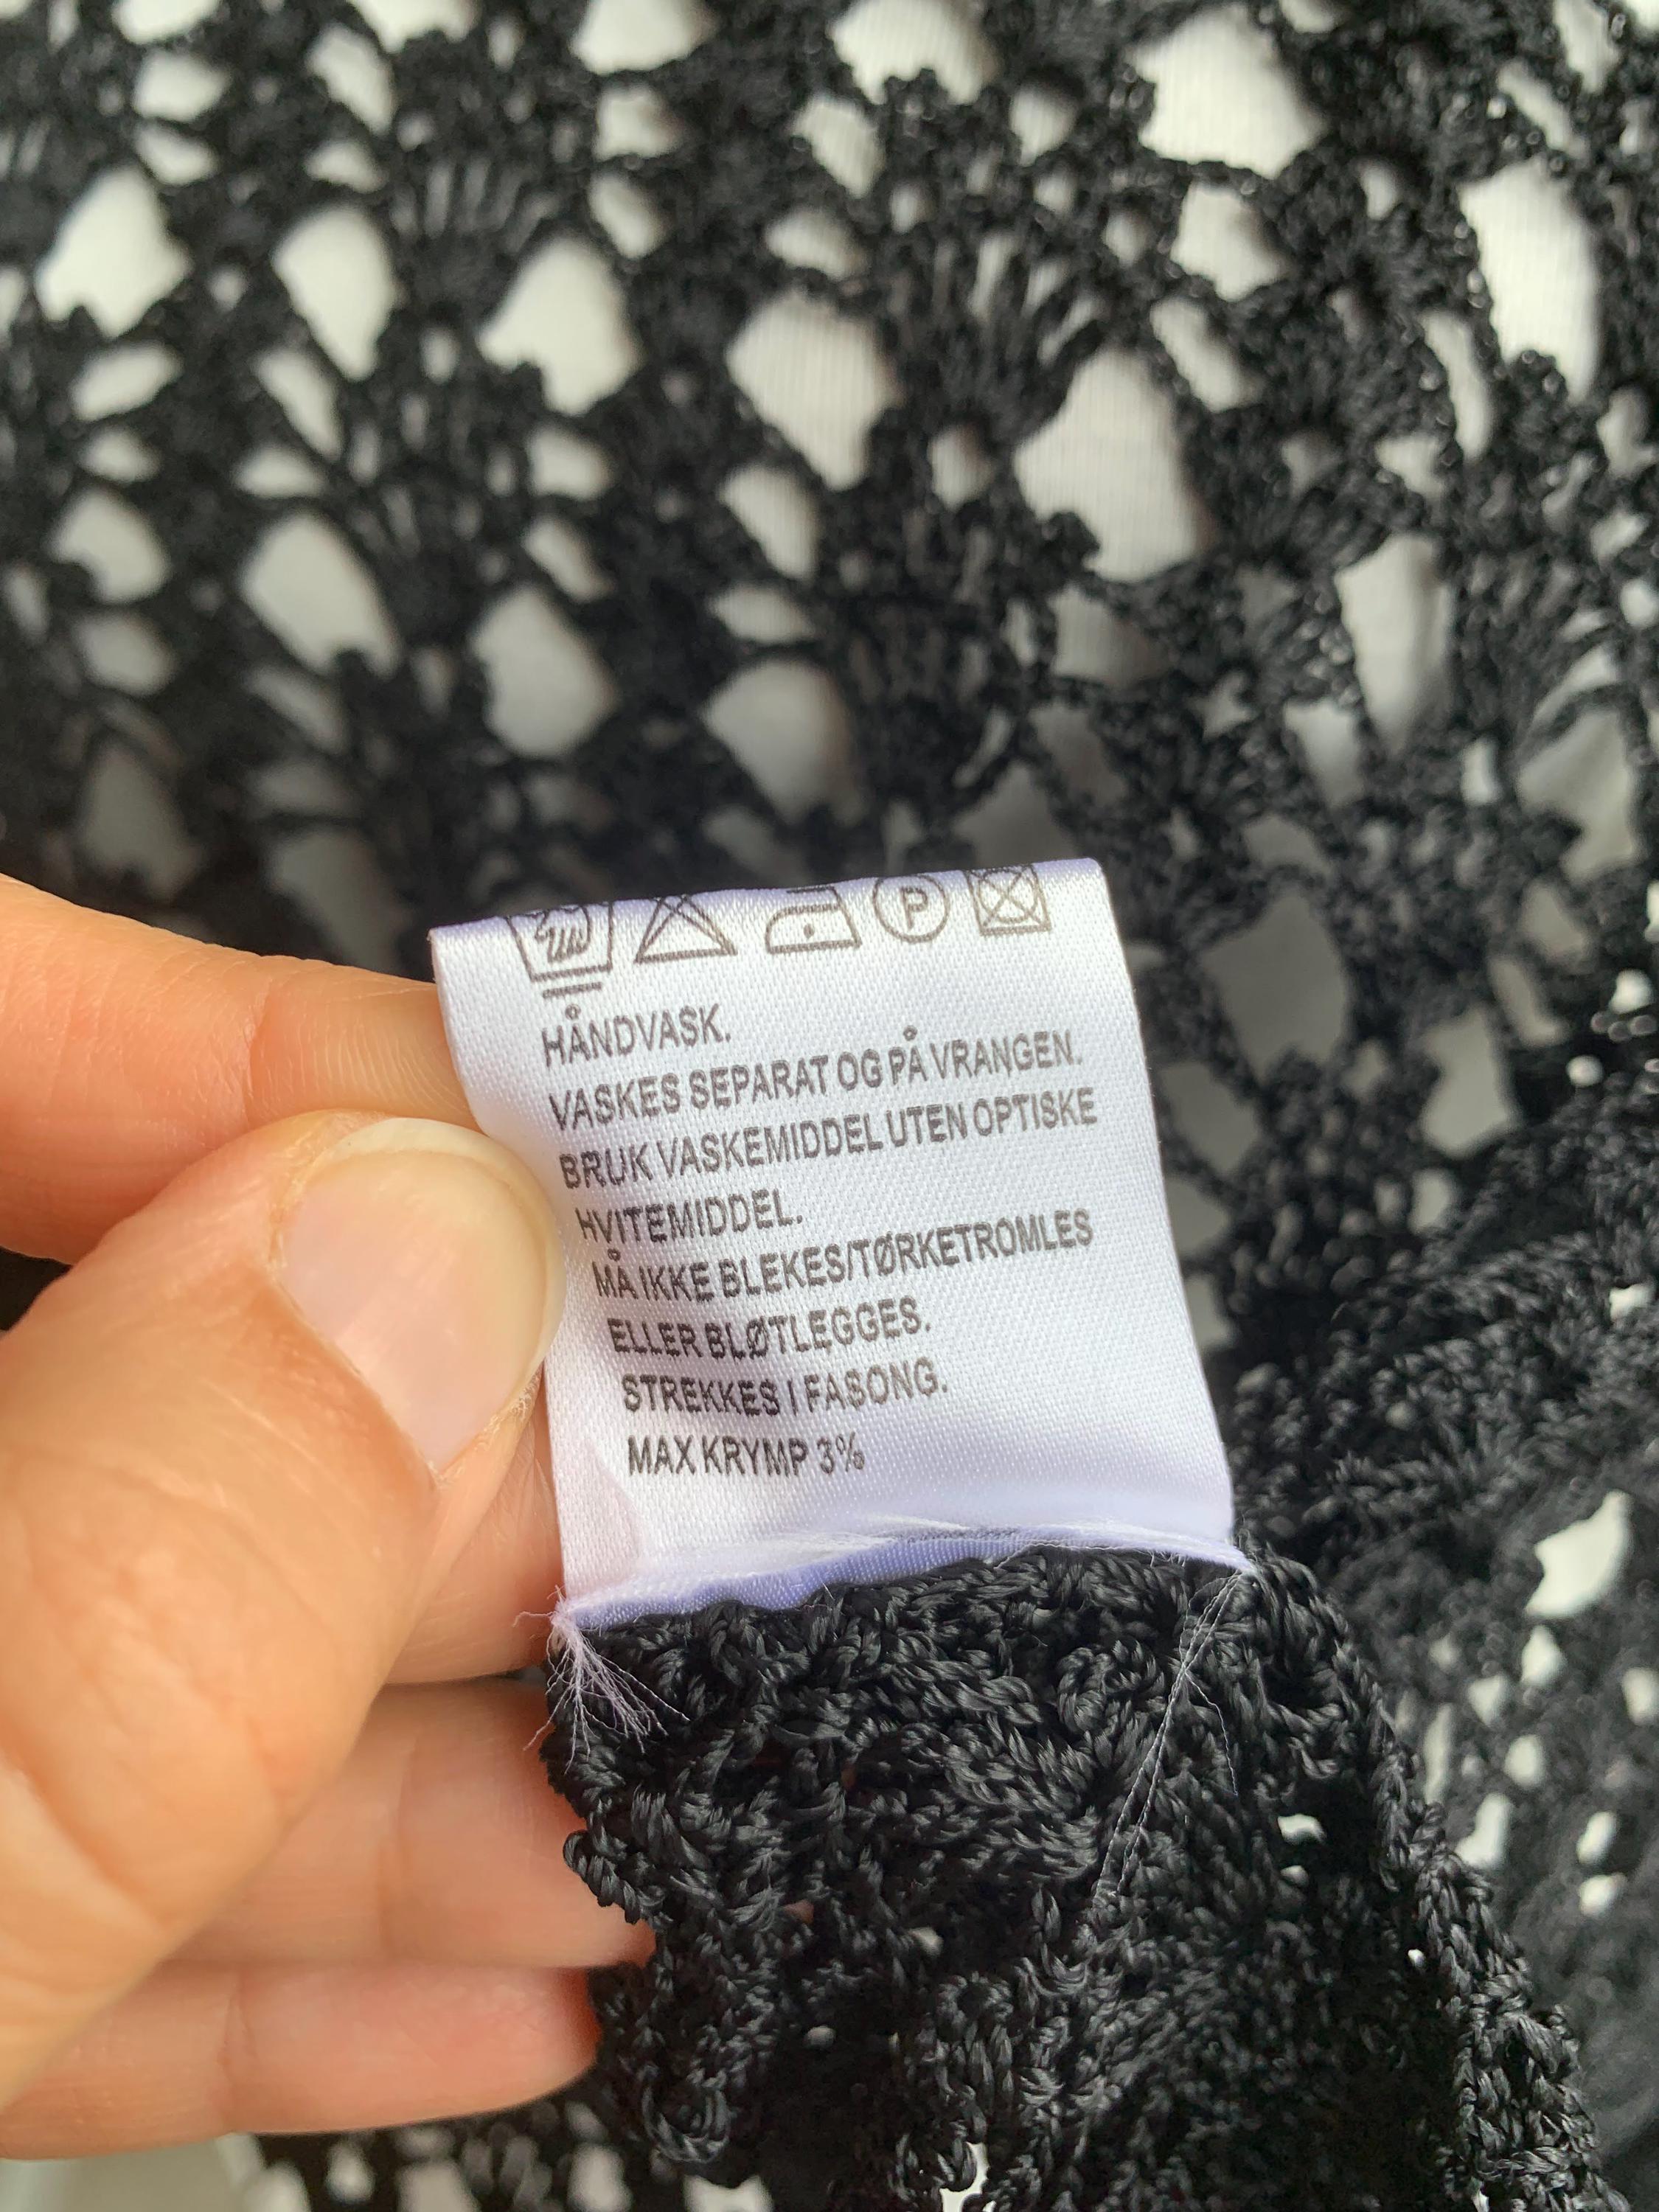 P
HÅNDVASK.
VASKES SEPARAT OG PÅ VRANGEN.
BRUK VASKEMIDDEL UTEN OPTISKE
HVITEMIDDEL.
MÅ IKKE BLEKES/TØRKETROMLES
ELLER BLØTLEGGES.
STREKKES I FASONG.
MAX KRYMP 3%